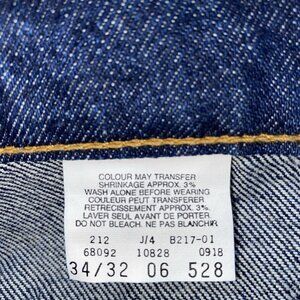 COLOUR MAY TRANSFER
SHRINKAGE APPROX. 3%
WASH ALONE BEFORE WEARING
COULEUR PEUT TRANSFERER
RETRECISSEMENT APPROX. 3%
LAVER SEUL AVANT DE PORTER.
DO NOT BLEACH. NE PAS BLANCHIR
212 J/4 B217-01
68092 10828 0918
34/32 06 528